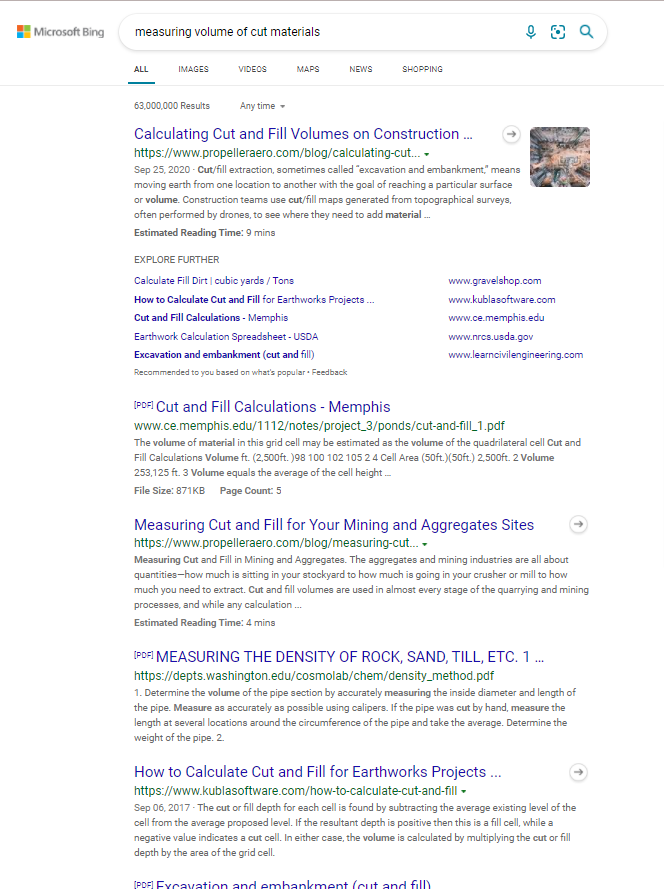 Microsoft Bing
measuring volume of cut materials
ALL IMAGES VIDEOS MAPS NEWS SHOPPING
63,000,000 Results Any time
Calculating Cut and Fill Volumes on Construction ...
https://www.propelleraero.com/blog/calculating-cut...
Sep 25, 2020 · Cut/fill extraction, sometimes called “excavation and embankment,” means
moving earth from one location to another with the goal of reaching a particular surface
or volume. Construction teams use cut/fill maps generated from topographical surveys,
often performed by drones, to see where they need to add material ...
Estimated Reading Time: 9 mins
EXPLORE FURTHER
Calculate Fill Dirt | cubic yards / Tons www.gravelshop.com
How to Calculate Cut and Fill for Earthworks Projects ... www.kublasoftware.com
Cut and Fill Calculations - Memphis www.ce.memphis.edu
Earthwork Calculation Spreadsheet - USDA www.nrcs.usda.gov
Excavation and embankment (cut and fill) www.learncivilengineering.com
Recommended to you based on what's popular • Feedback
[PDF] Cut and Fill Calculations - Memphis
www.ce.memphis.edu/1112/notes/project_3/ponds/cut-and-fill_1.pdf
The volume of material in this grid cell may be estimated as the volume of the quadrilateral cell Cut and
Fill Calculations Volume ft. (2,500ft. )98 100 102 105 2 4 Cell Area (50ft.)(50ft.) 2,500ft. 2 Volume
253,125 ft. 3 Volume equals the average of the cell height ...
File Size: 871KB Page Count: 5
Measuring Cut and Fill for Your Mining and Aggregates Sites
https://www.propelleraero.com/blog/measuring-cut...
Measuring Cut and Fill in Mining and Aggregates. The aggregates and mining industries are all about
quantities—how much is sitting in your stockyard to how much is going in your crusher or mill to how
much you need to extract. Cut and fill volumes are used in almost every stage of the quarrying and mining
processes, and while any calculation ...
Estimated Reading Time: 4 mins
[PDF] MEASURING THE DENSITY OF ROCK, SAND, TILL, ETC. 1 ...
https://depts.washington.edu/cosmolab/chem/density_method.pdf
1. Determine the volume of the pipe section by accurately measuring the inside diameter and length of
the pipe. Measure as accurately as possible using calipers. If the pipe was cut by hand, measure the
length at several locations around the circumference of the pipe and take the average. Determine the
weight of the pipe. 2.
How to Calculate Cut and Fill for Earthworks Projects ...
https://www.kublasoftware.com/how-to-calculate-cut-and-fill
Sep 06, 2017 · The cut or fill depth for each cell is found by subtracting the average existing level of the
cell from the average proposed level. If the resultant depth is positive then this is a fill cell, while a
negative value indicates a cut cell. In either case, the volume is calculated by multiplying the cut or fill
depth by the area of the grid cell.
[PDF] Excavation and embankment (cut and fill)